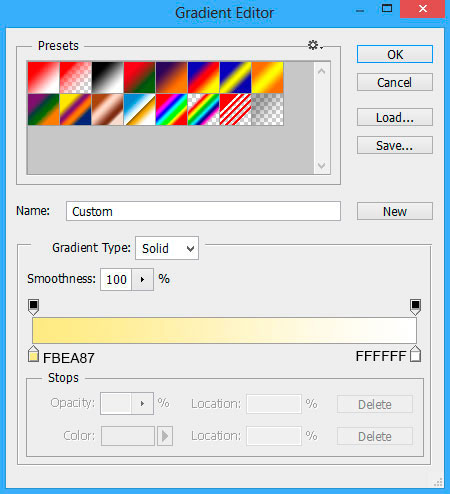 Gradient Editor
Presets
OK
Cancel
Load...
Save...
Name: Custom
New
Gradient Type: Solid
Smoothness: 100 %
FBEA87 FFFFFF
Stops
Opacity: % Location: % Delete
Color: Location: % Delete